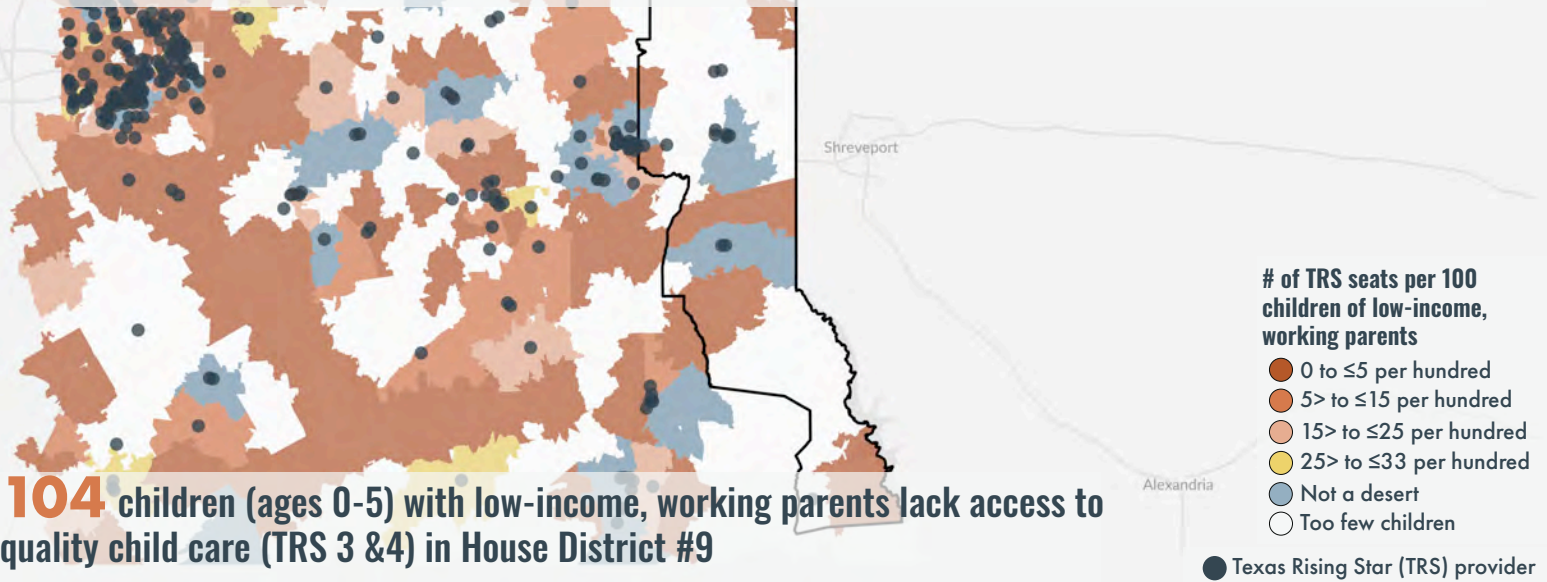 Shreveport
# of TRS seats per 100
children of low-income,
working parents
0 to ≤5 per hundred
5> to ≤15 per hundred
15> to ≤25 per hundred
25> to ≤33 per hundred
Not a desert
Too few children
Alexandria
104 children (ages 0-5) with low-income, working parents lack access to
quality child care (TRS 3 &4) in House District #9
Texas Rising Star (TRS) provider